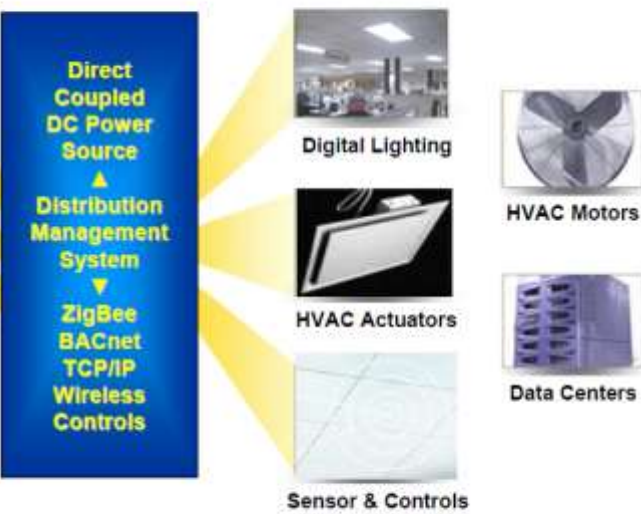 Direct
Coupled
DC Power
Source
▲
Distribution
Management
System
▼
ZigBee
BACnet
TCP/IP
Wireless
Controls
Digital Lighting
HVAC Actuators
Sensor & Controls
HVAC Motors
Data Centers